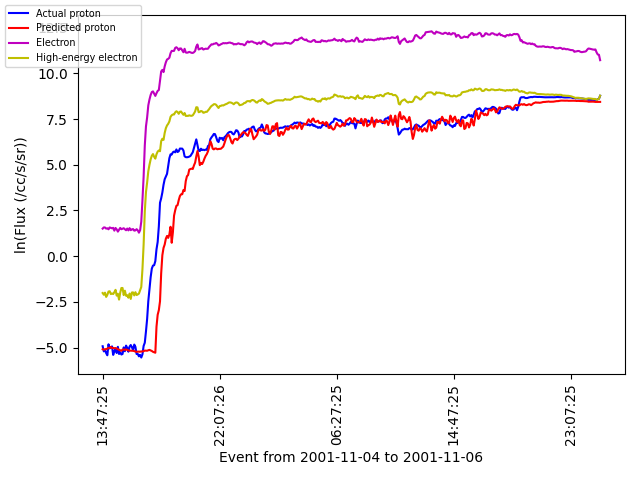 Actual proton
Predicted proton
Electron
High-energy electron
10.0
7.5
5.0
2.5
0.0
−2.5
−5.0
ln(Flux (/cc/s/sr))
13:47:25
22:07:26
06:27:25
14:47:25
23:07:25
Event from 2001-11-04 to 2001-11-06